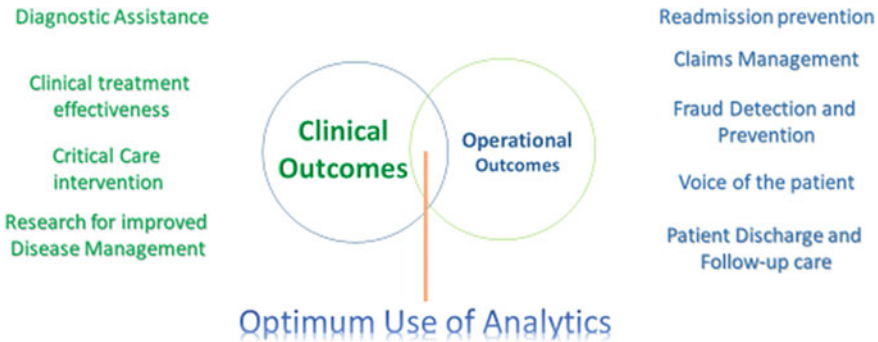 Diagnostic Assistance
Clinical treatment
effectiveness
Critical Care
intervention
Research for improved
Disease Management
Clinical
Outcomes
Operational
Outcomes
Readmission prevention
Claims Management
Fraud Detection and
Prevention
Voice of the patient
Patient Discharge and
Follow-up care
Optimum Use of Analytics